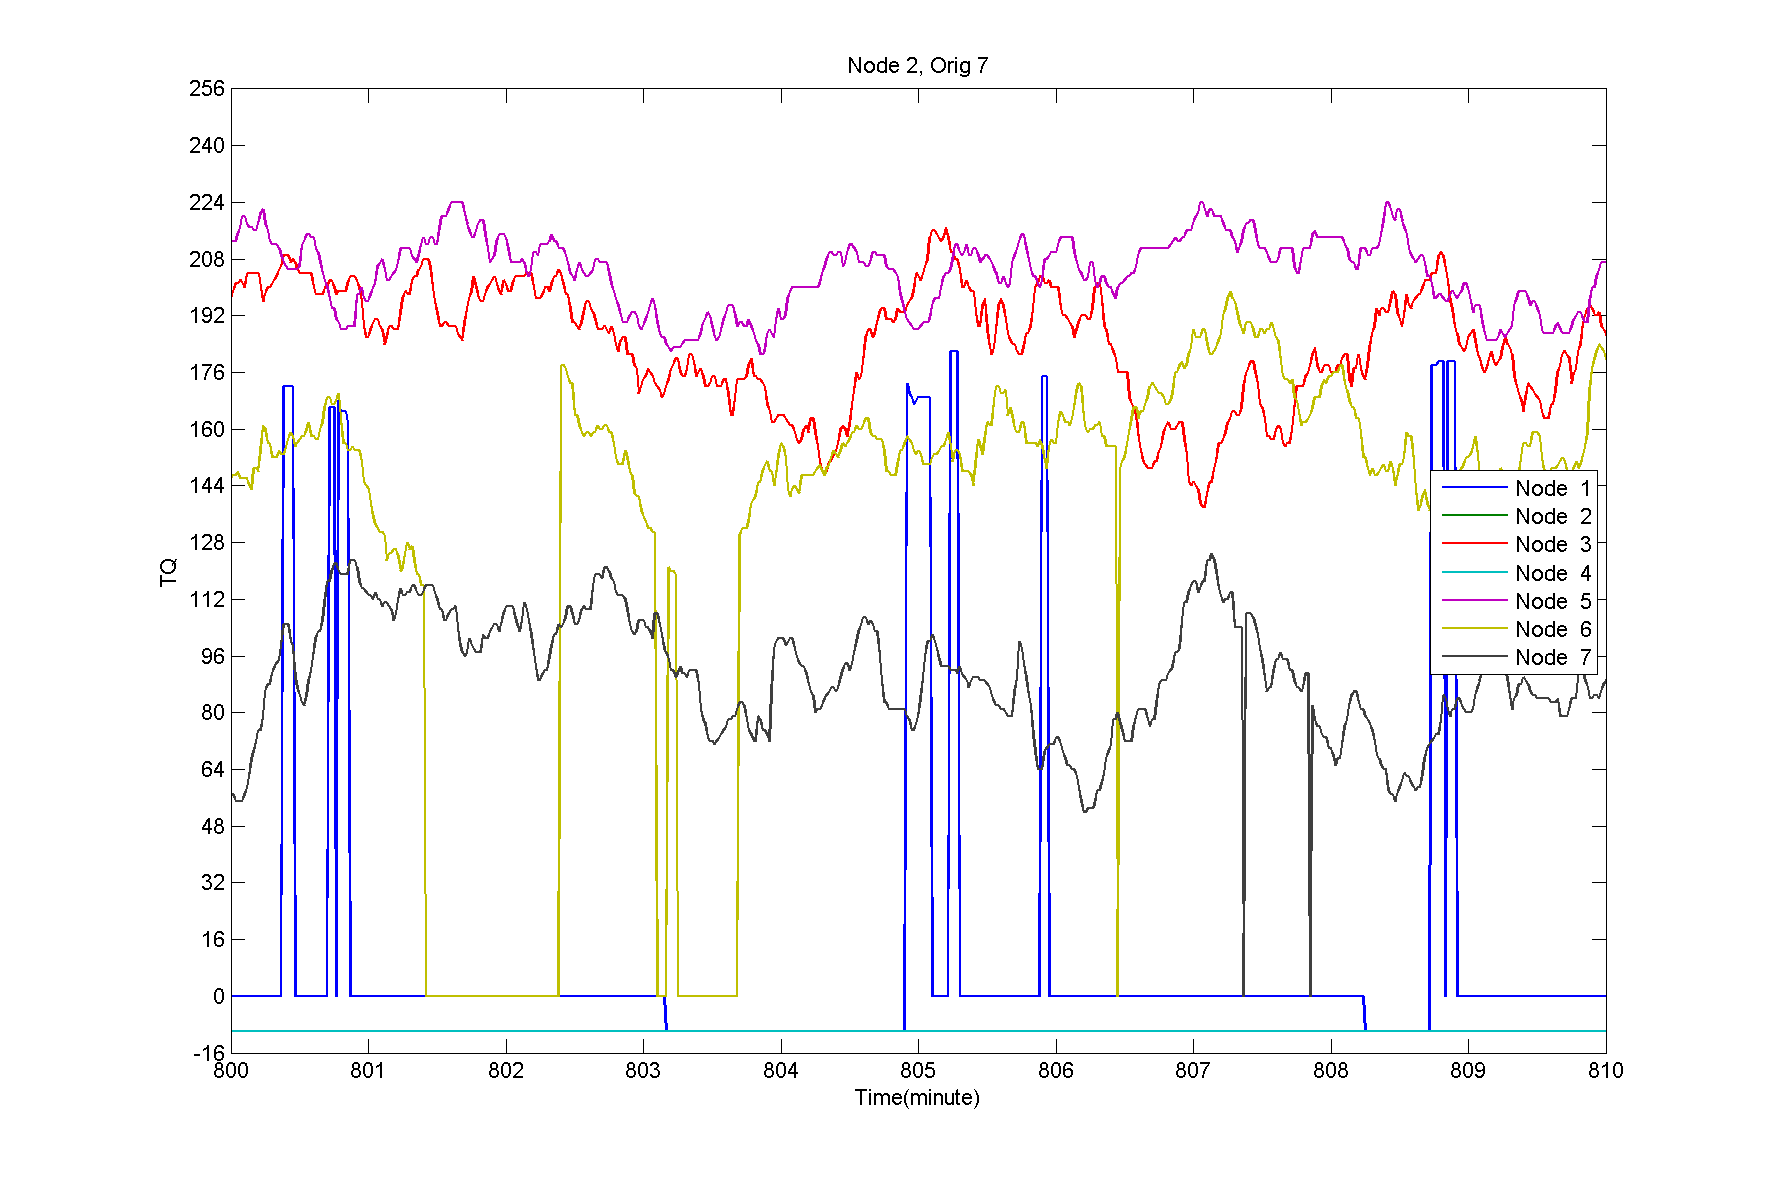 Node 2, Orig 7
256
240
224
208
192
176
160
144
128
112
96
80
64
48
32
16
0
-16
TQ
Node 1
Node 2
Node 3
Node 4
Node 5
Node 6
Node 7
800 801 802 803 804 805 806 807 808 809 810
Time(minute)